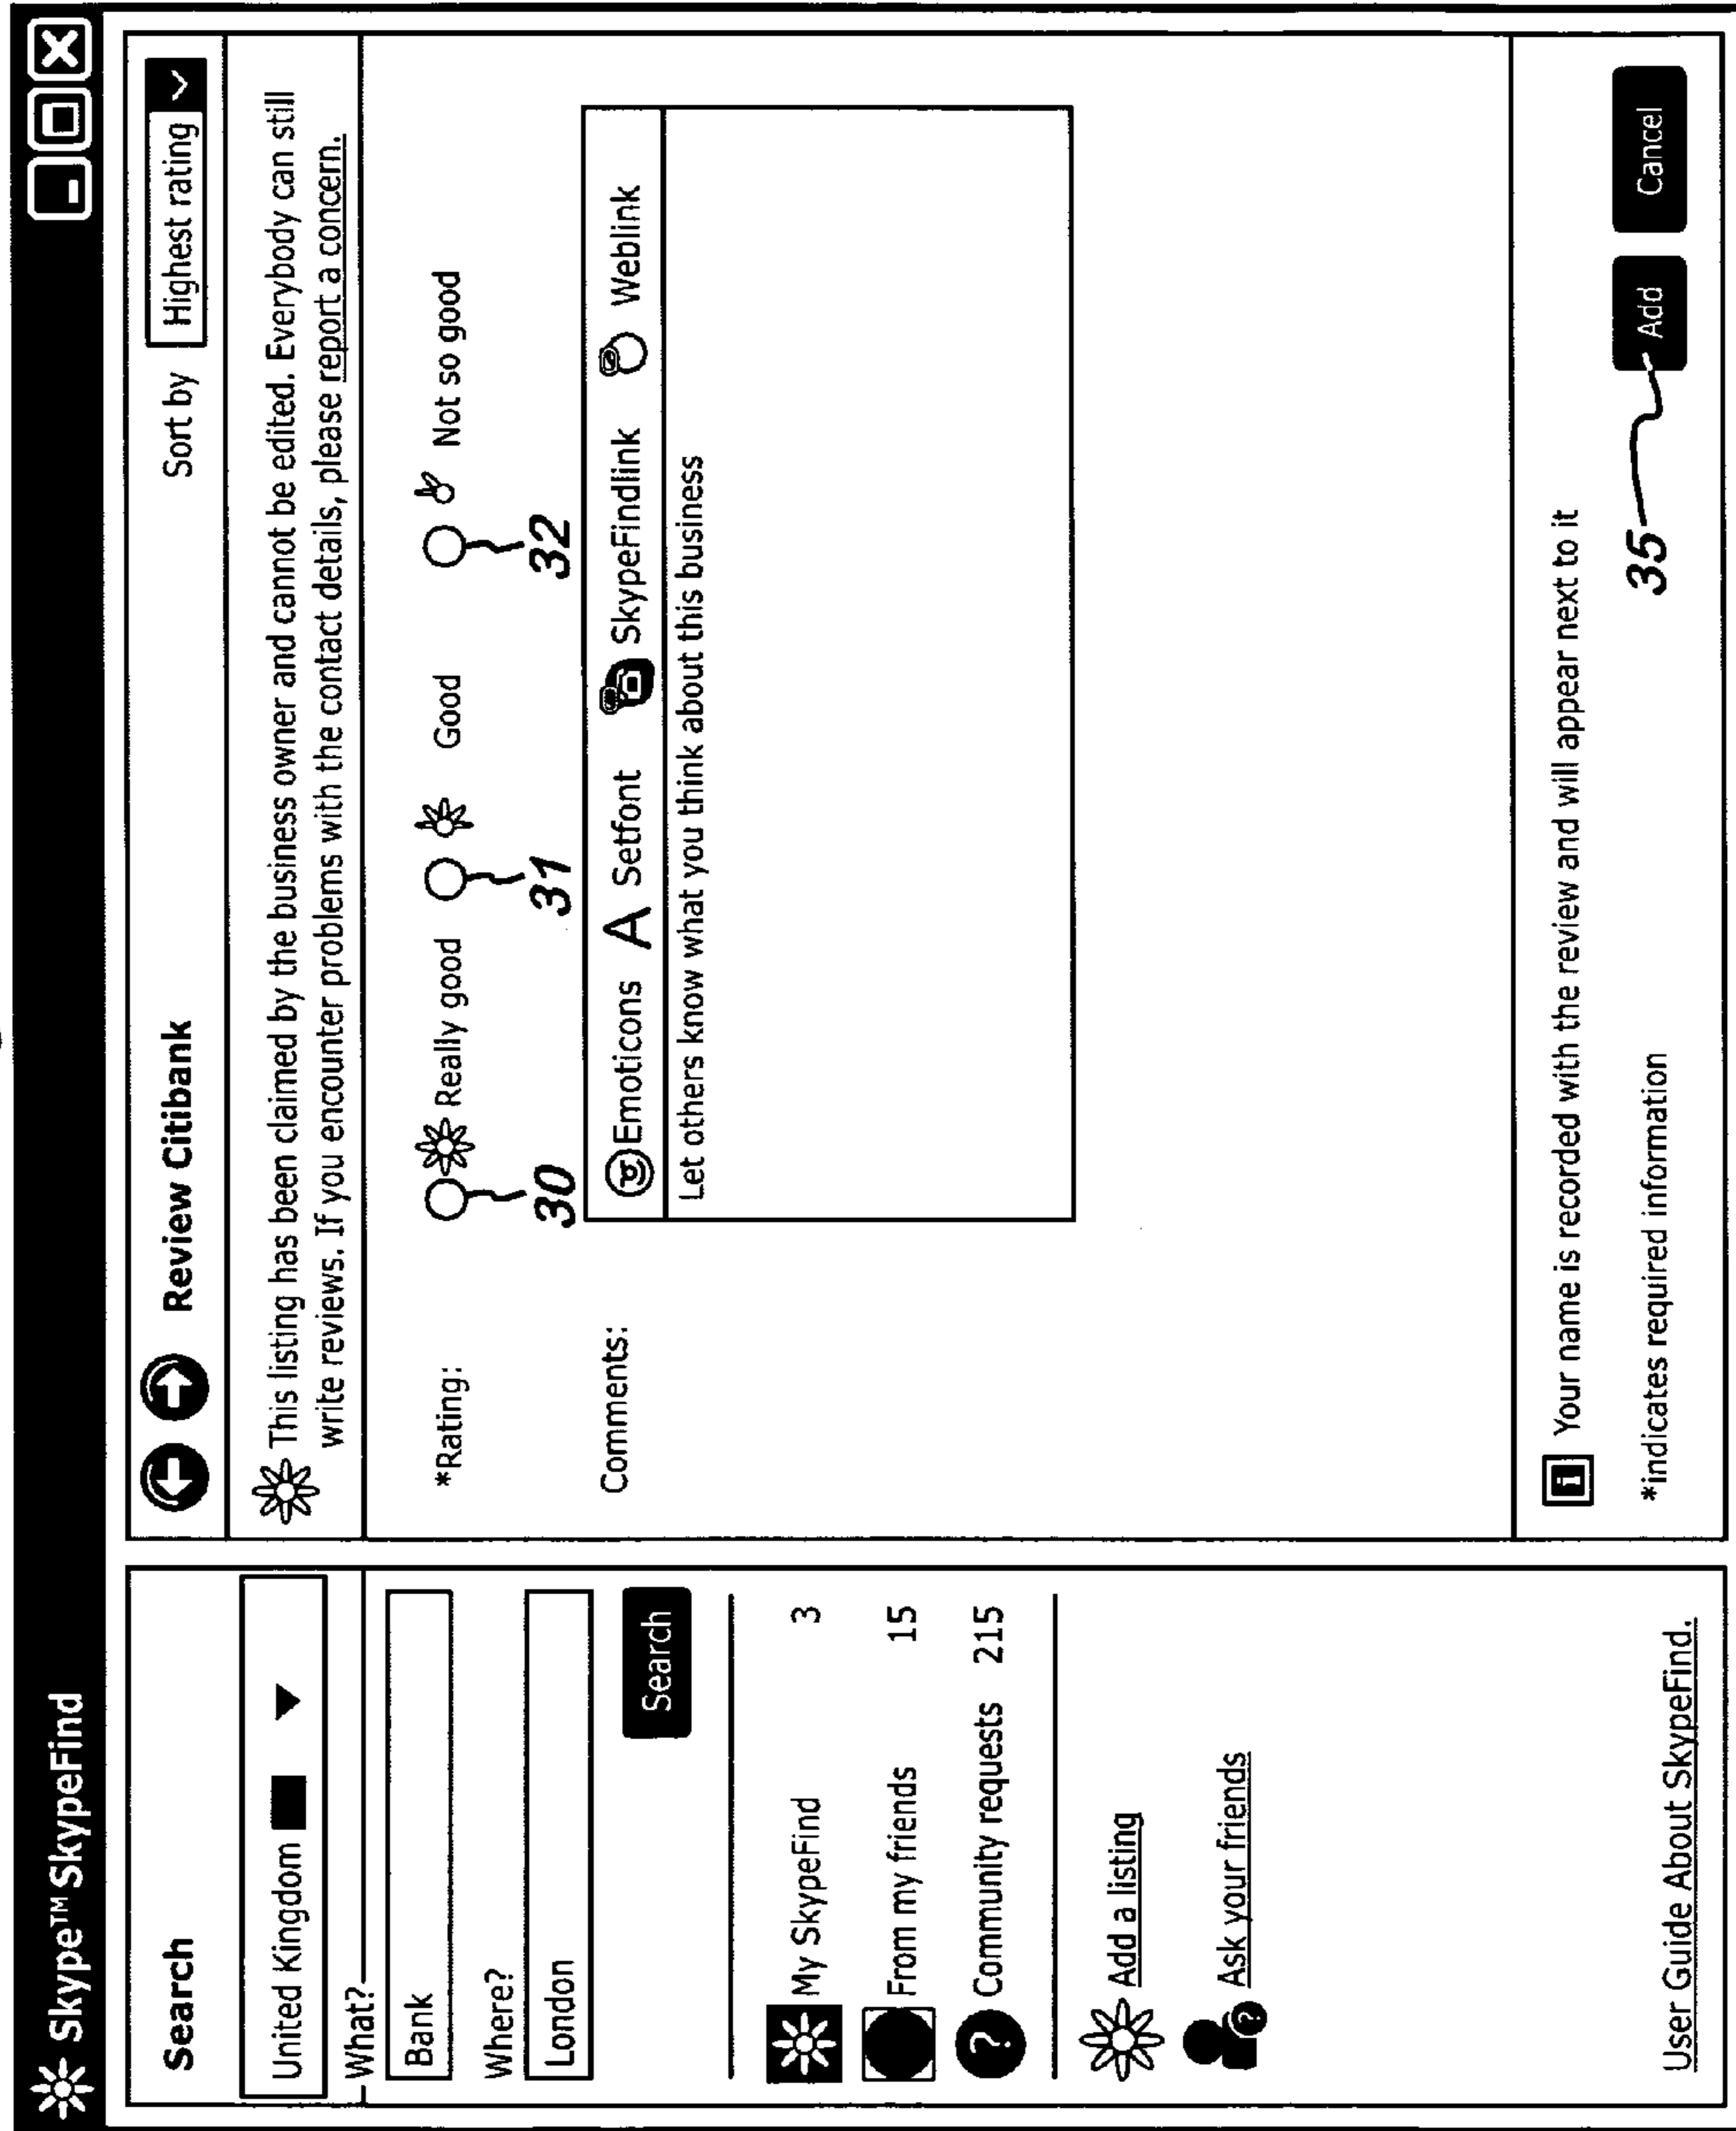 Skype™ SkypeFind
Search
United Kingdom
What?
Bank
Where?
London
Search
My SkypeFind 3
From my friends 15
? Community requests 215
Add a listing
? Ask your friends
User Guide About SkypeFind.
Review Citibank
Sort by Highest rating
This listing has been claimed by the business owner and cannot be edited. Everybody can still
write reviews. If you encounter problems with the contact details, please report a concern.
*Rating:
Really good Good Not so good
30 31 32
Comments:
Emoticons A Setfont SkypeFindlink Weblink
Let others know what you think about this business
i Your name is recorded with the review and will appear next to it
*indicates required information
35 Add Cancel